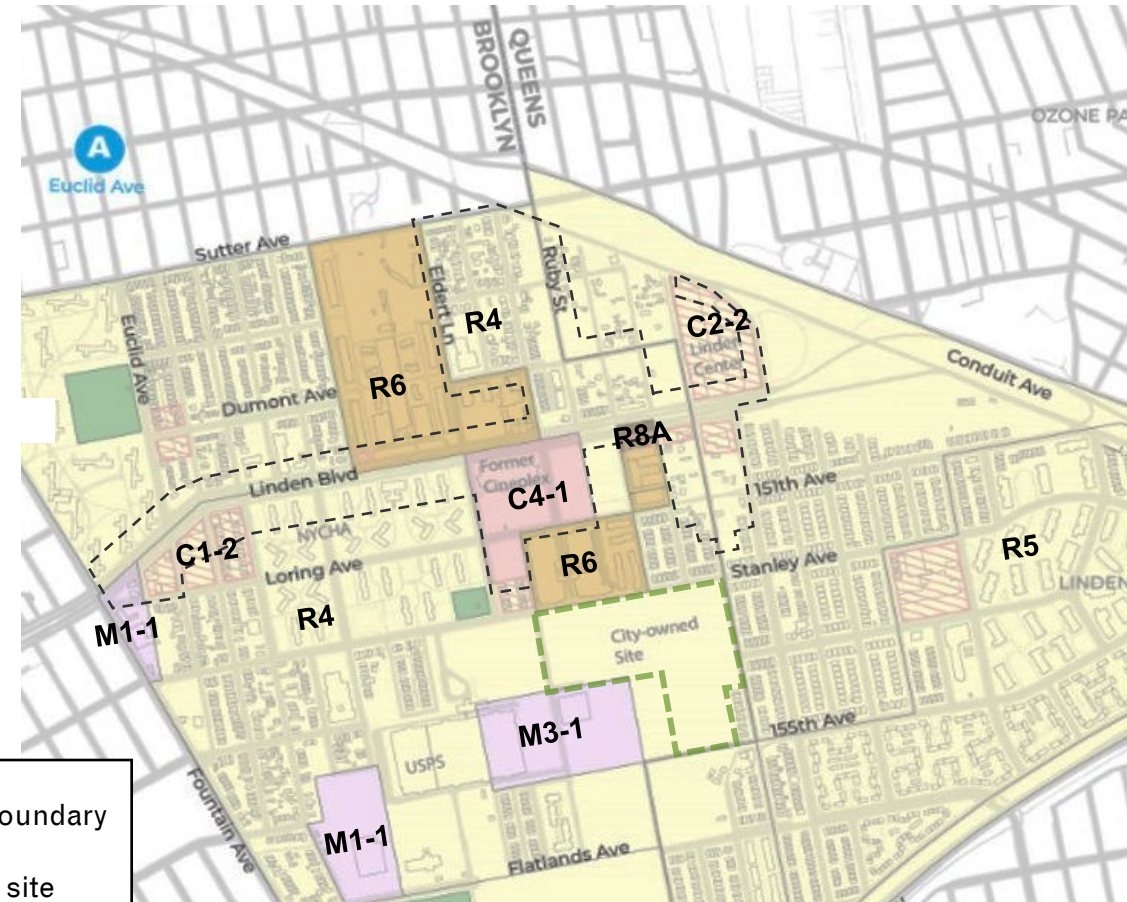 QUEENS
BROOKLYN
OZONE PA
A
Euclid Ave
Sutter Ave
Ruby St
Eldert Ln
R4
C2-2
Linden
Center
Euclid Ave
Conduit Ave
R6
Dumont Ave
R8A
Former
Cineplex
C4-1
Linden Blvd
151th Ave
NYCHA
C1-2
Loring Ave
R6
Stanley Ave
R5
LINDEN
R4
M1-1
City-owned
Site
M3-1
155th Ave
USPS
Fountain Ave
M1-1
Flatlands Ave
oundary
site